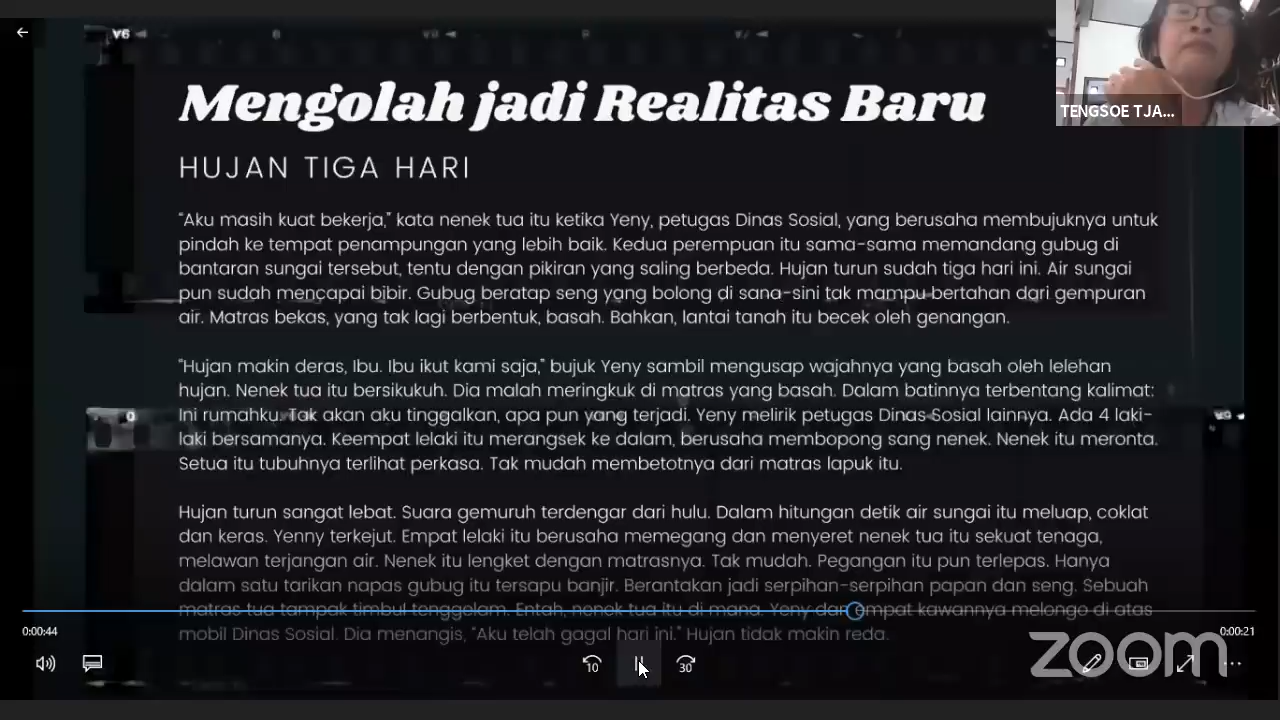 TENGSOE TJA...
Mengolah jadi Realitas Baru
HUJAN TIGA HARI
"Aku masih kuat bekerja," kata nenek tua itu ketika Yeny, petugas Dinas Sosial, yang berusaha membujuknya untuk
pindah ke tempat penampungan yang lebih baik. Kedua perempuan itu sama-sama memandang gubug di
bantaran sungai tersebut, tentu dengan pikiran yang saling berbeda. Hujan turun sudah tiga hari ini. Air sungai
pun sudah mencapai bibir. Gubug beratap seng yang bolong di sana-sini tak mampu bertahan dari gempuran
air. Matras bekas, yang tak lagi berbentuk, basah. Bahkan, lantai tanah itu becek oleh genangan.
"Hujan makin deras, Ibu. Ibu ikut kami saja," bujuk Yeny sambil mengusap wajahnya yang basah oleh lelehan
hujan. Nenek tua itu bersikukuh. Dia malah meringkuk di matras yang basah. Dalam batinnya terbentang kalimat:
Ini rumahku. Tak akan aku tinggalkan, apa pun yang terjadi. Yeny melirik petugas Dinas Sosial lainnya. Ada 4 laki-
laki bersamanya. Keempat lelaki itu merangsek ke dalam, berusaha membopong sang nenek. Nenek itu meronta.
Setua itu tubuhnya terlihat perkasa. Tak mudah membetotnya dari matras lapuk itu.
Hujan turun sangat lebat. Suara gemuruh terdengar dari hulu. Dalam hitungan detik air sungai itu meluap, coklat
dan keras. Yenny terkejut. Empat lelaki itu berusaha memegang dan menyeret nenek tua itu sekuat tenaga,
melawan terjangan air. Nenek itu lengket dengan matrasnya. Tak mudah. Pegangan itu pun terlepas. Hanya
dalam satu tarikan napas gubug itu tersapu banjir. Berantakan jadi serpihan-serpihan papan dan seng. Sebuah
matras tua tampak timbul tenggelam. Entah, nenek tua itu di mana. Yeny dan empat kawannya melongo di atas
mobil Dinas Sosial. Dia menangis, "Aku telah gagal hari ini." Hujan tidak makin reda.
0:00:44
0:00:21
10
30
zoom